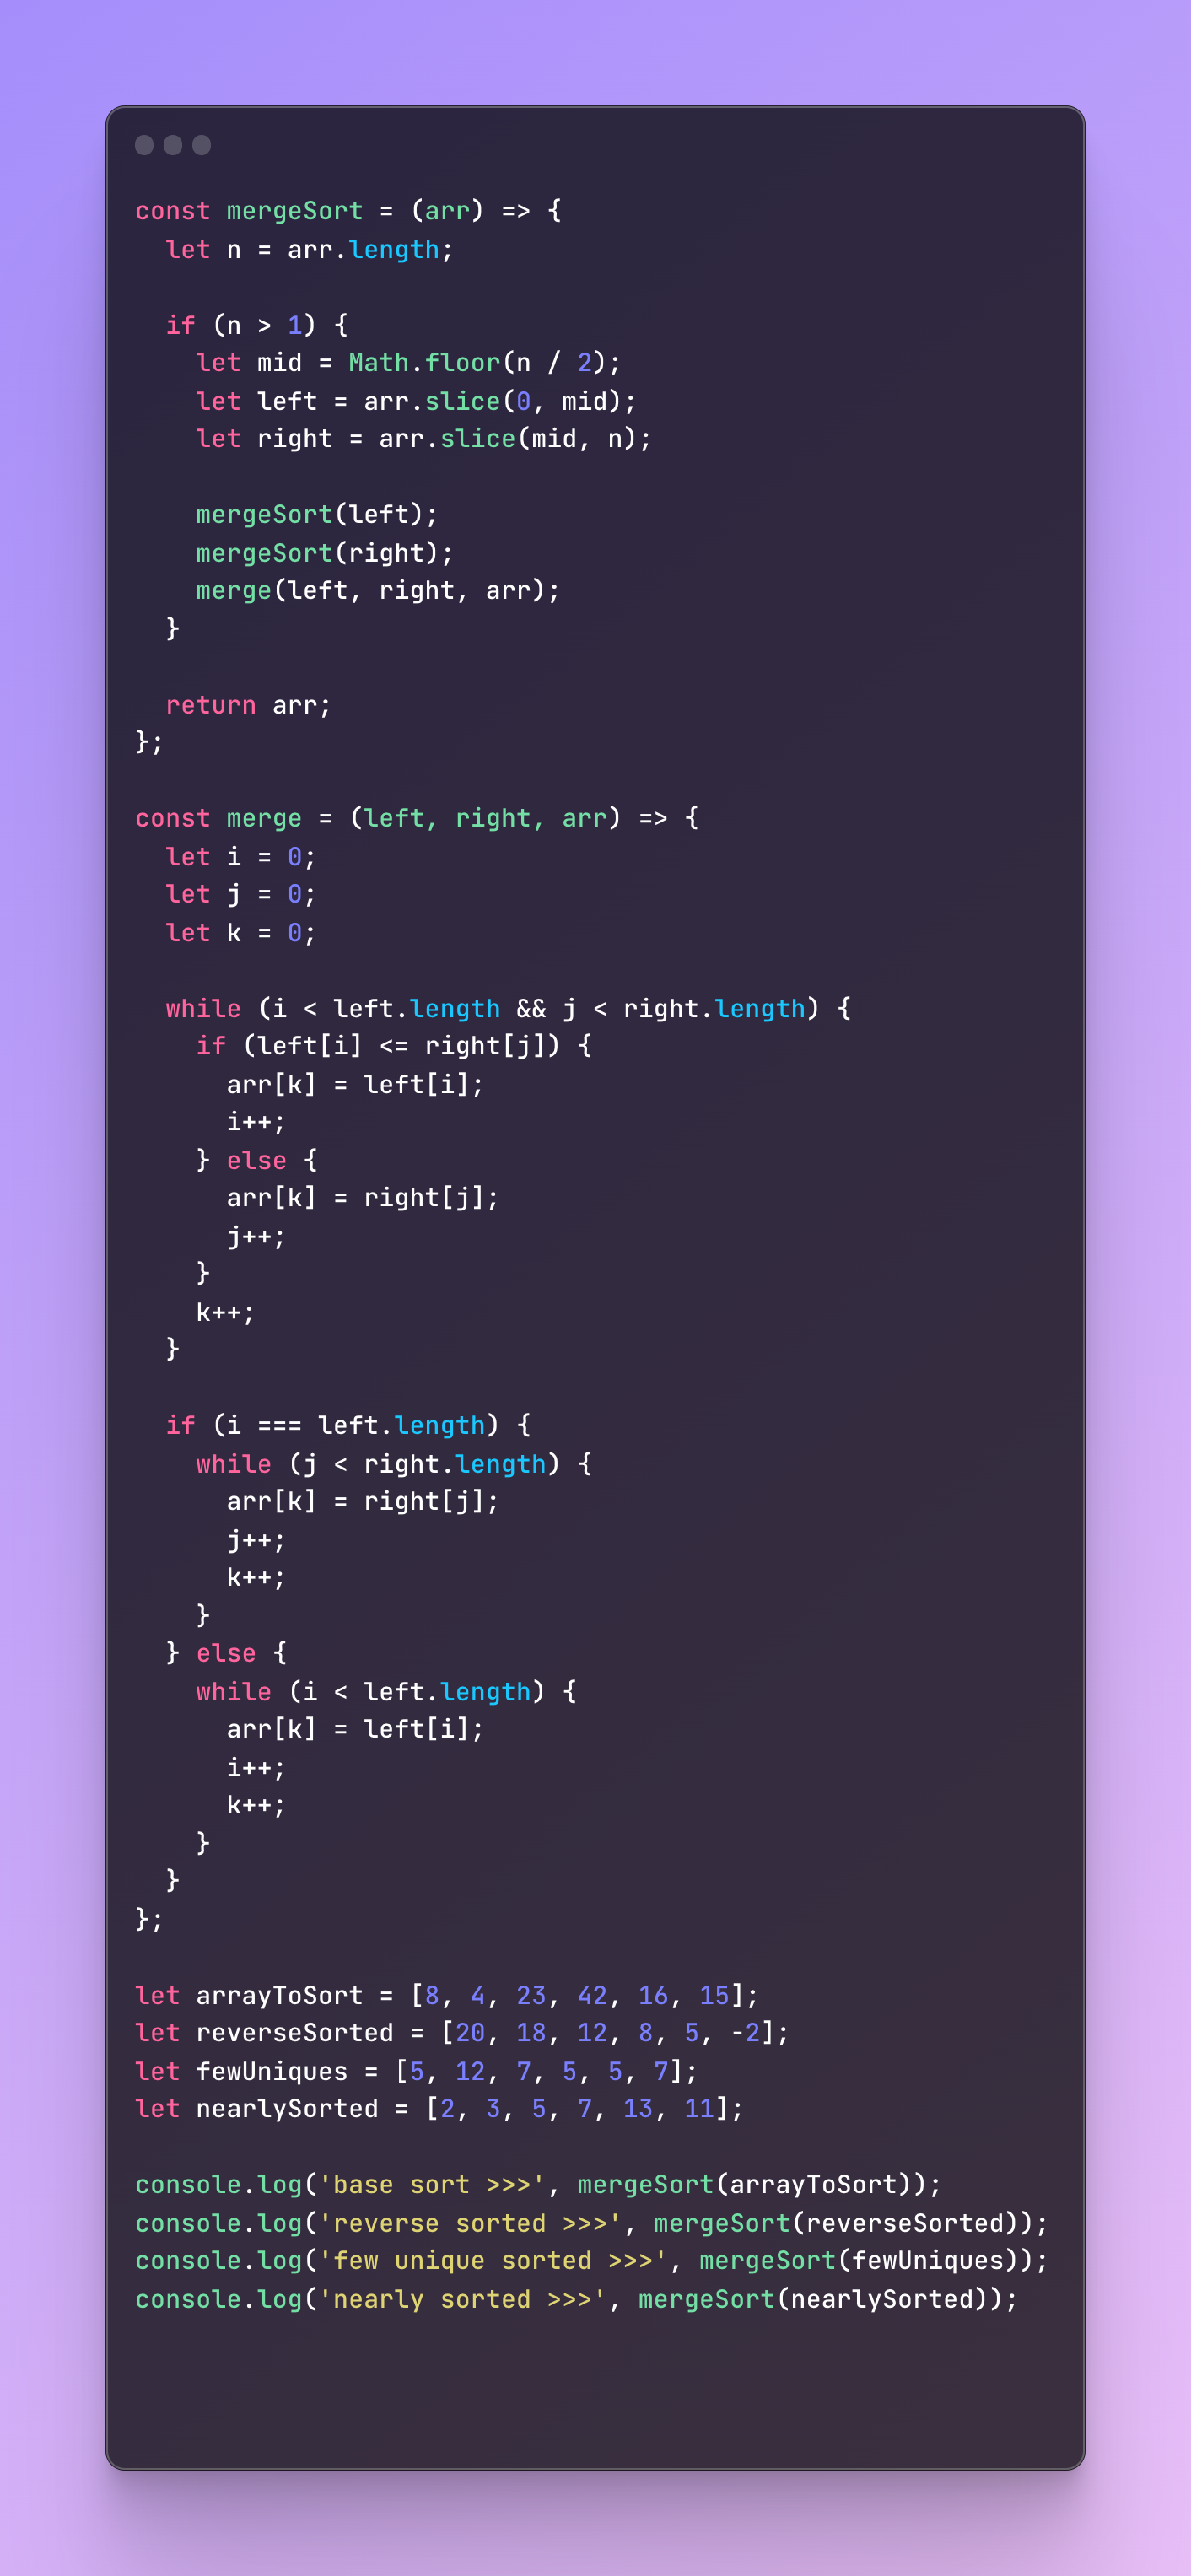 const mergeSort = (arr) => {
  let n = arr.length;

  if (n > 1) {
    let mid = Math.floor(n / 2);
    let left = arr.slice(0, mid);
    let right = arr.slice(mid, n);

    mergeSort(left);
    mergeSort(right);
    merge(left, right, arr);
  }

  return arr;
};

const merge = (left, right, arr) => {
  let i = 0;
  let j = 0;
  let k = 0;

  while (i < left.length && j < right.length) {
    if (left[i] <= right[j]) {
      arr[k] = left[i];
      i++;
    } else {
      arr[k] = right[j];
      j++;
    }
    k++;
  }

  if (i === left.length) {
    while (j < right.length) {
      arr[k] = right[j];
      j++;
      k++;
    }
  } else {
    while (i < left.length) {
      arr[k] = left[i];
      i++;
      k++;
    }
  }
};

let arrayToSort = [8, 4, 23, 42, 16, 15];
let reverseSorted = [20, 18, 12, 8, 5, -2];
let fewUniques = [5, 12, 7, 5, 5, 7];
let nearlySorted = [2, 3, 5, 7, 13, 11];

console.log('base sort >>>', mergeSort(arrayToSort));
console.log('reverse sorted >>>', mergeSort(reverseSorted));
console.log('few unique sorted >>>', mergeSort(fewUniques));
console.log('nearly sorted >>>', mergeSort(nearlySorted));